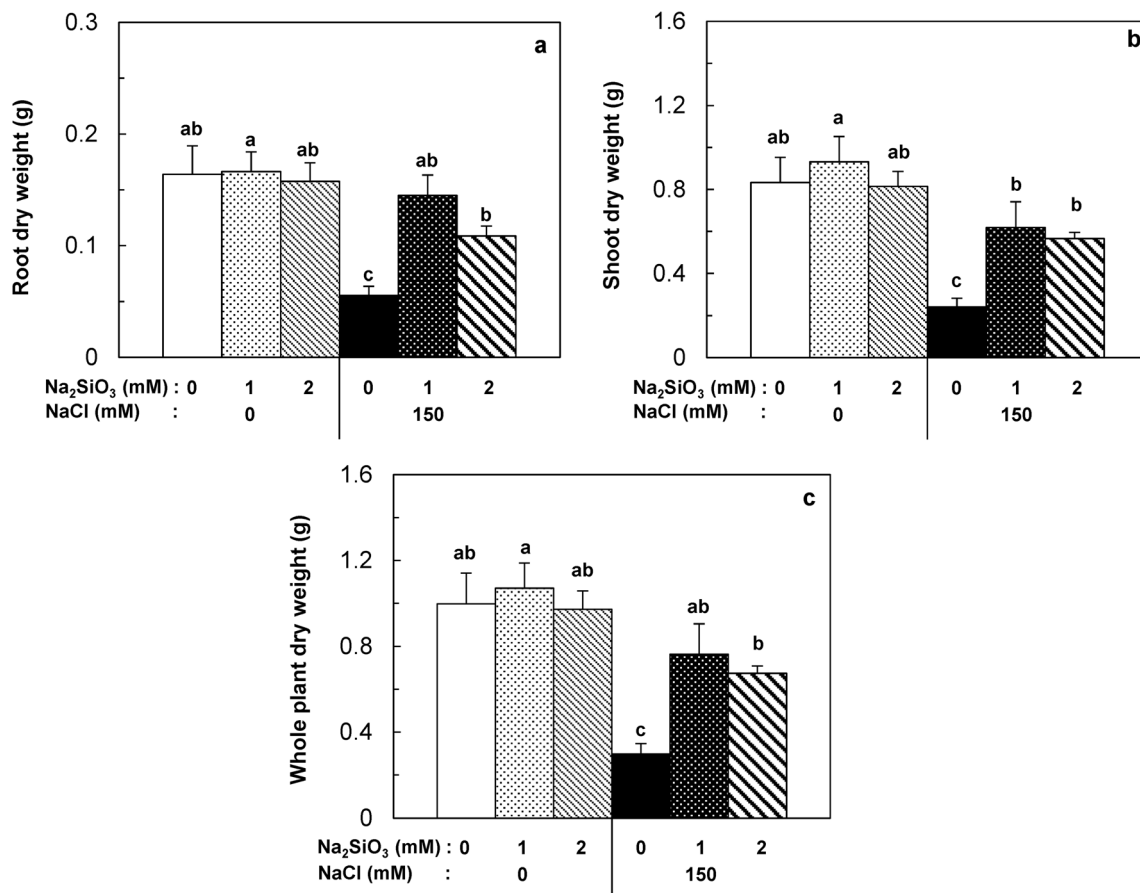 0.3
a
0.2
0.1
0
Root dry weight (g)
ab
a
ab
c
ab
b
Na₂SiO₃ (mM) : 0 1 2 0 1 2
NaCl (mM) : 0 150
1.6
b
1.2
0.8
0.4
0
Shoot dry weight (g)
ab
a
ab
c
b
b
Na₂SiO₃ (mM) : 0 1 2 0 1 2
NaCl (mM) : 0 150
1.6
c
1.2
0.8
0.4
0
Whole plant dry weight (g)
ab
a
ab
c
ab
b
Na₂SiO₃ (mM) : 0 1 2 0 1 2
NaCl (mM) : 0 150